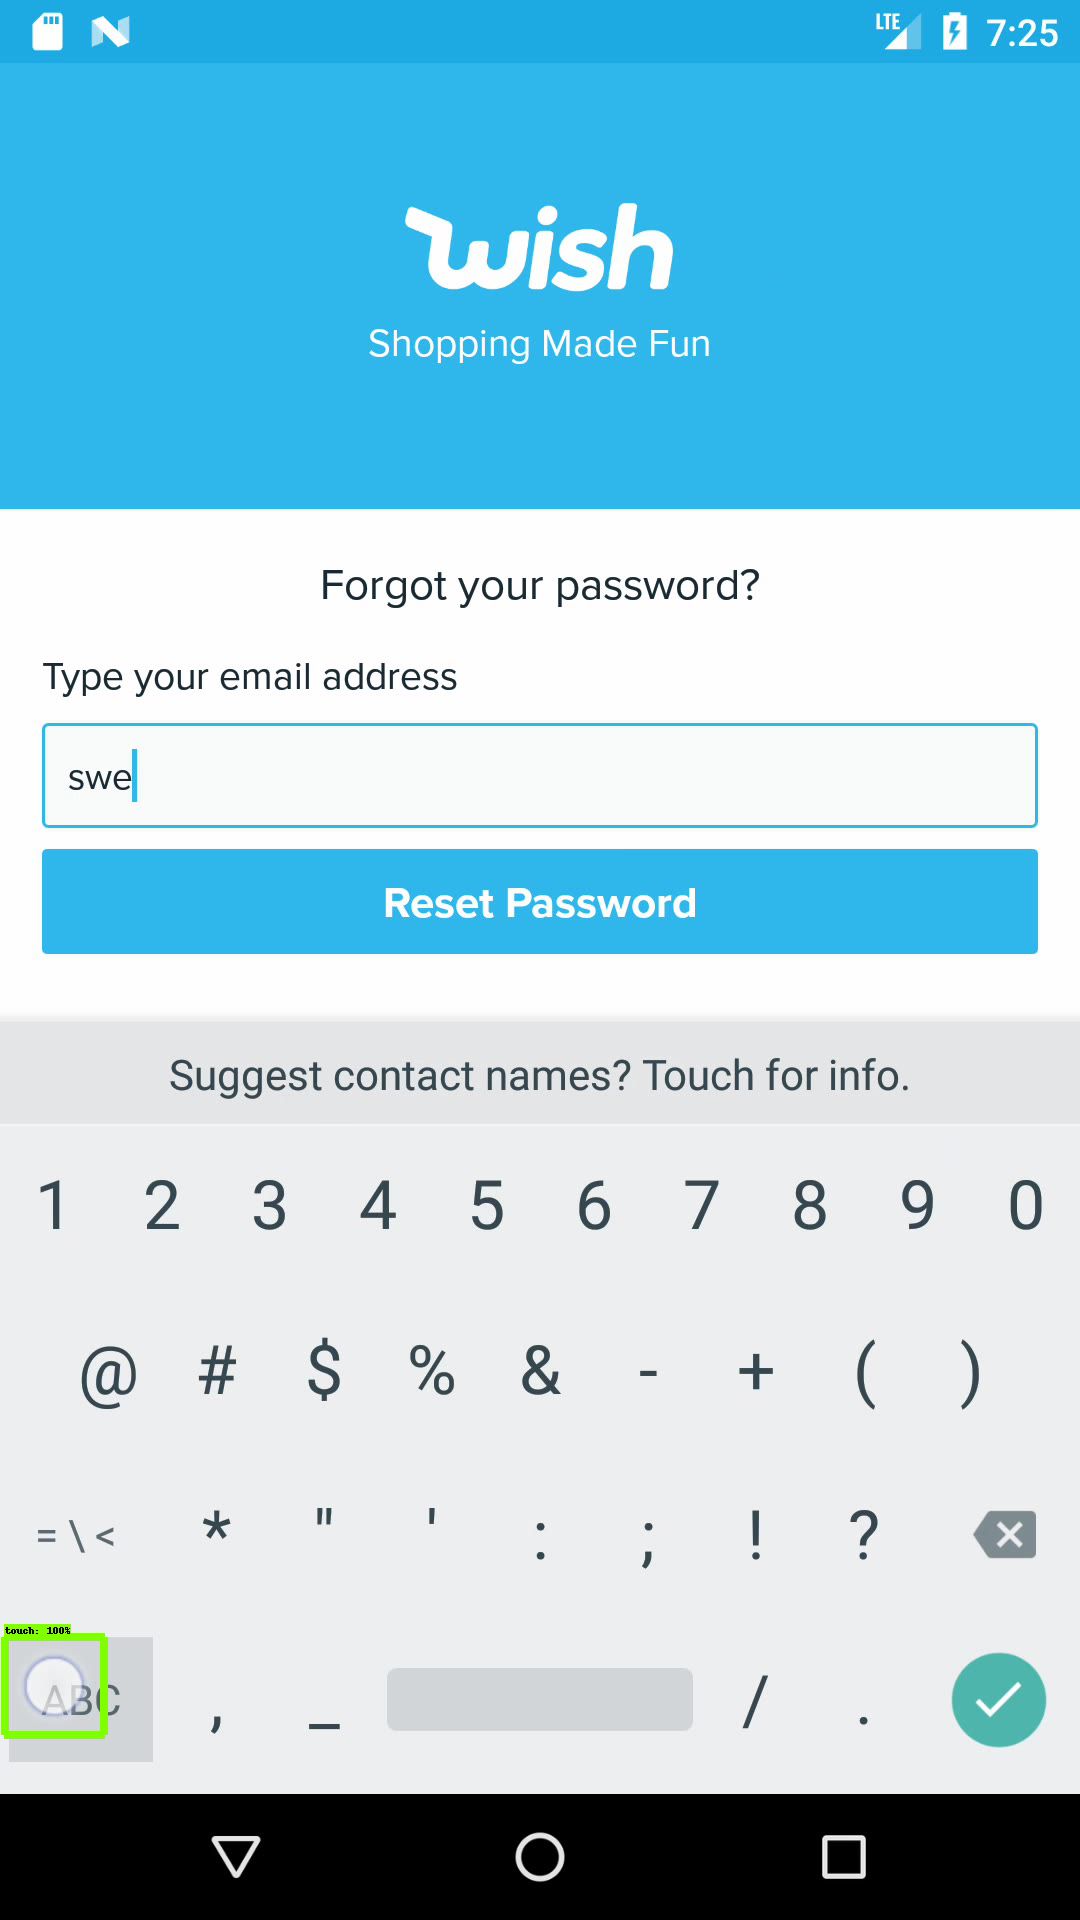 LTE 7:25
wish
Shopping Made Fun
Forgot your password?
Type your email address
swe
Reset Password
Suggest contact names? Touch for info.
1 2 3 4 5 6 7 8 9 0
@ # $ % & - + ( )
= \ < * " ' : ; ! ?
touch: 100%
ABC , _ / .